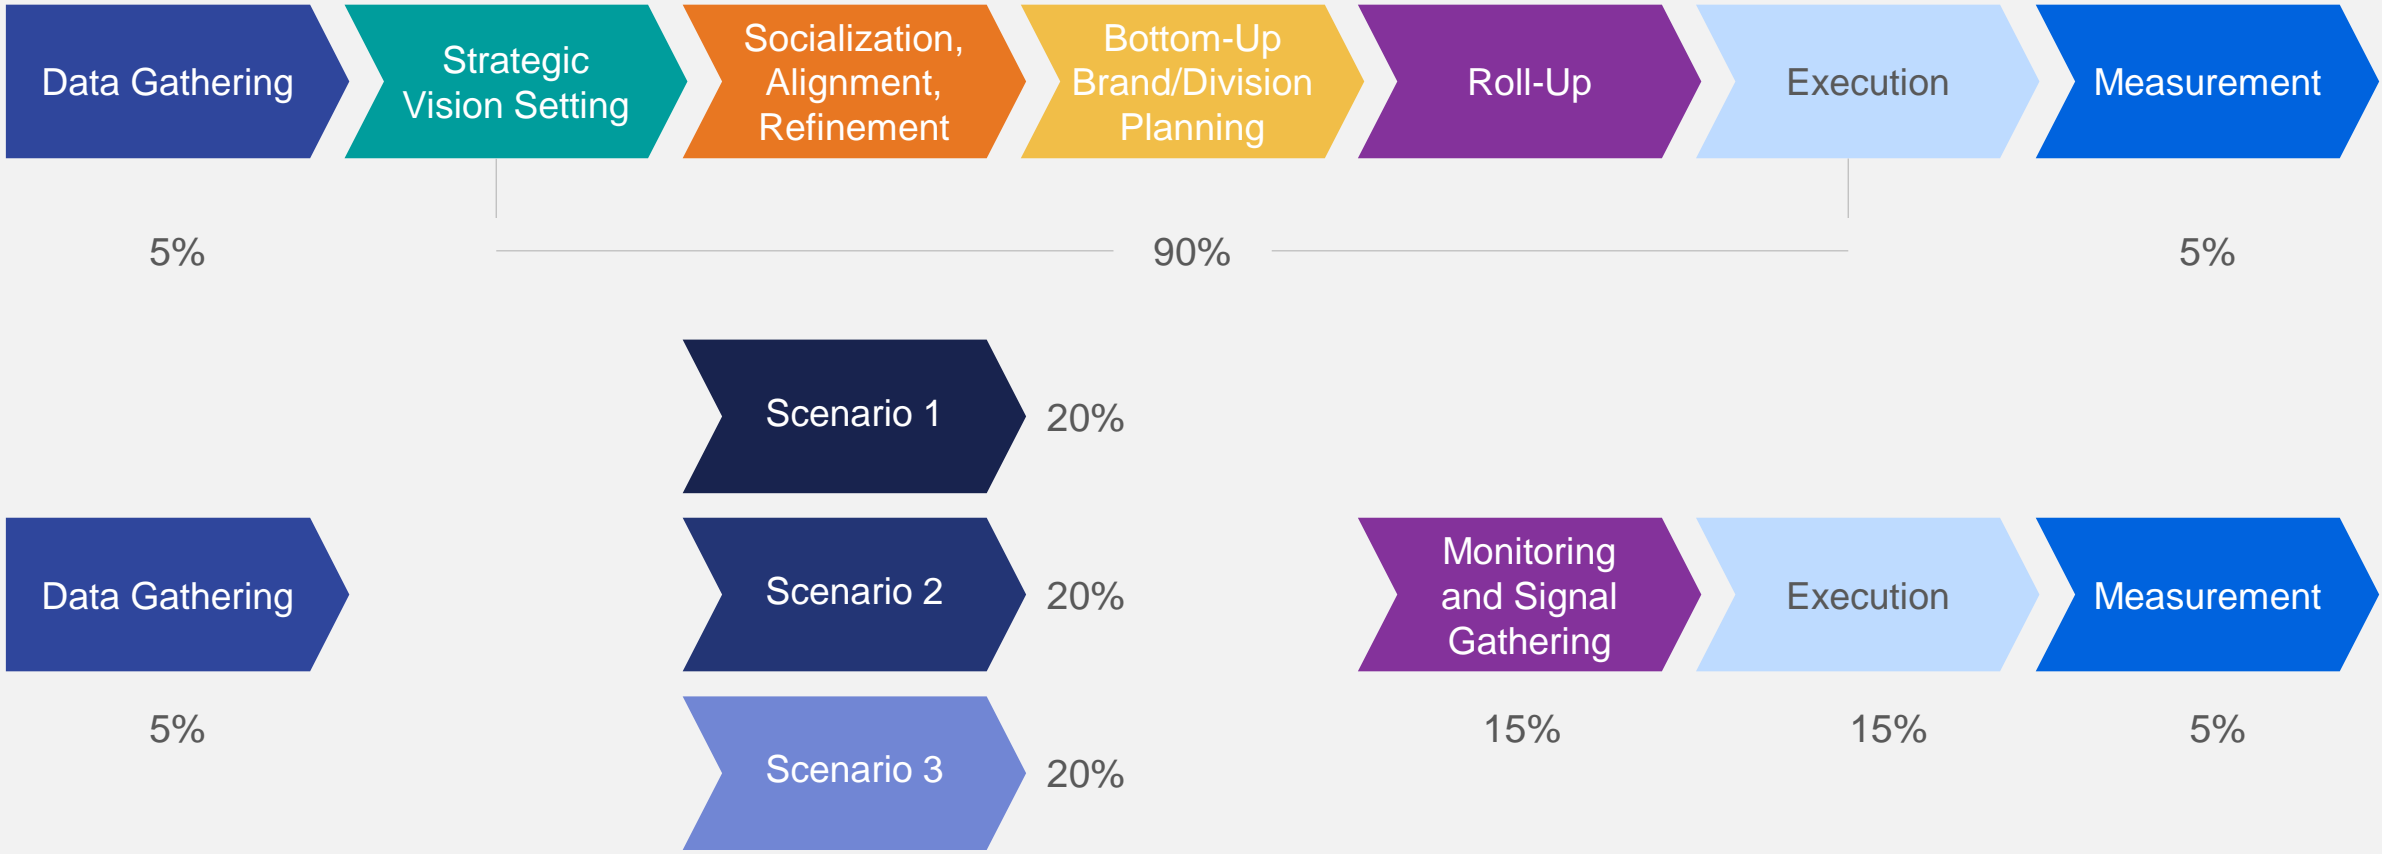 Data Gathering
Strategic
Vision Setting
Socialization,
Alignment,
Refinement
Bottom-Up
Brand/Division
Planning
Roll-Up
Execution
Measurement
5%
90%
5%
Scenario 1
20%
Data Gathering
5%
Scenario 2
20%
Scenario 3
20%
Monitoring
and Signal
Gathering
15%
Execution
15%
Measurement
5%